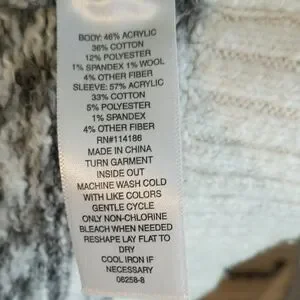 BODY: 46% ACRYLIC
36% COTTON
12% POLYESTER
1% SPANDEX 1% WOOL
4% OTHER FIBER
SLEEVE: 57% ACRYLIC
33% COTTON
5% POLYESTER
1% SPANDEX
4% OTHER FIBER
RN#114186
MADE IN CHINA
TURN GARMENT
INSIDE OUT
MACHINE WASH COLD
WITH LIKE COLORS
GENTLE CYCLE
ONLY NON-CHLORINE
BLEACH WHEN NEEDED
RESHAPE LAY FLAT TO
DRY
COOL IRON IF
NECESSARY
06258-8